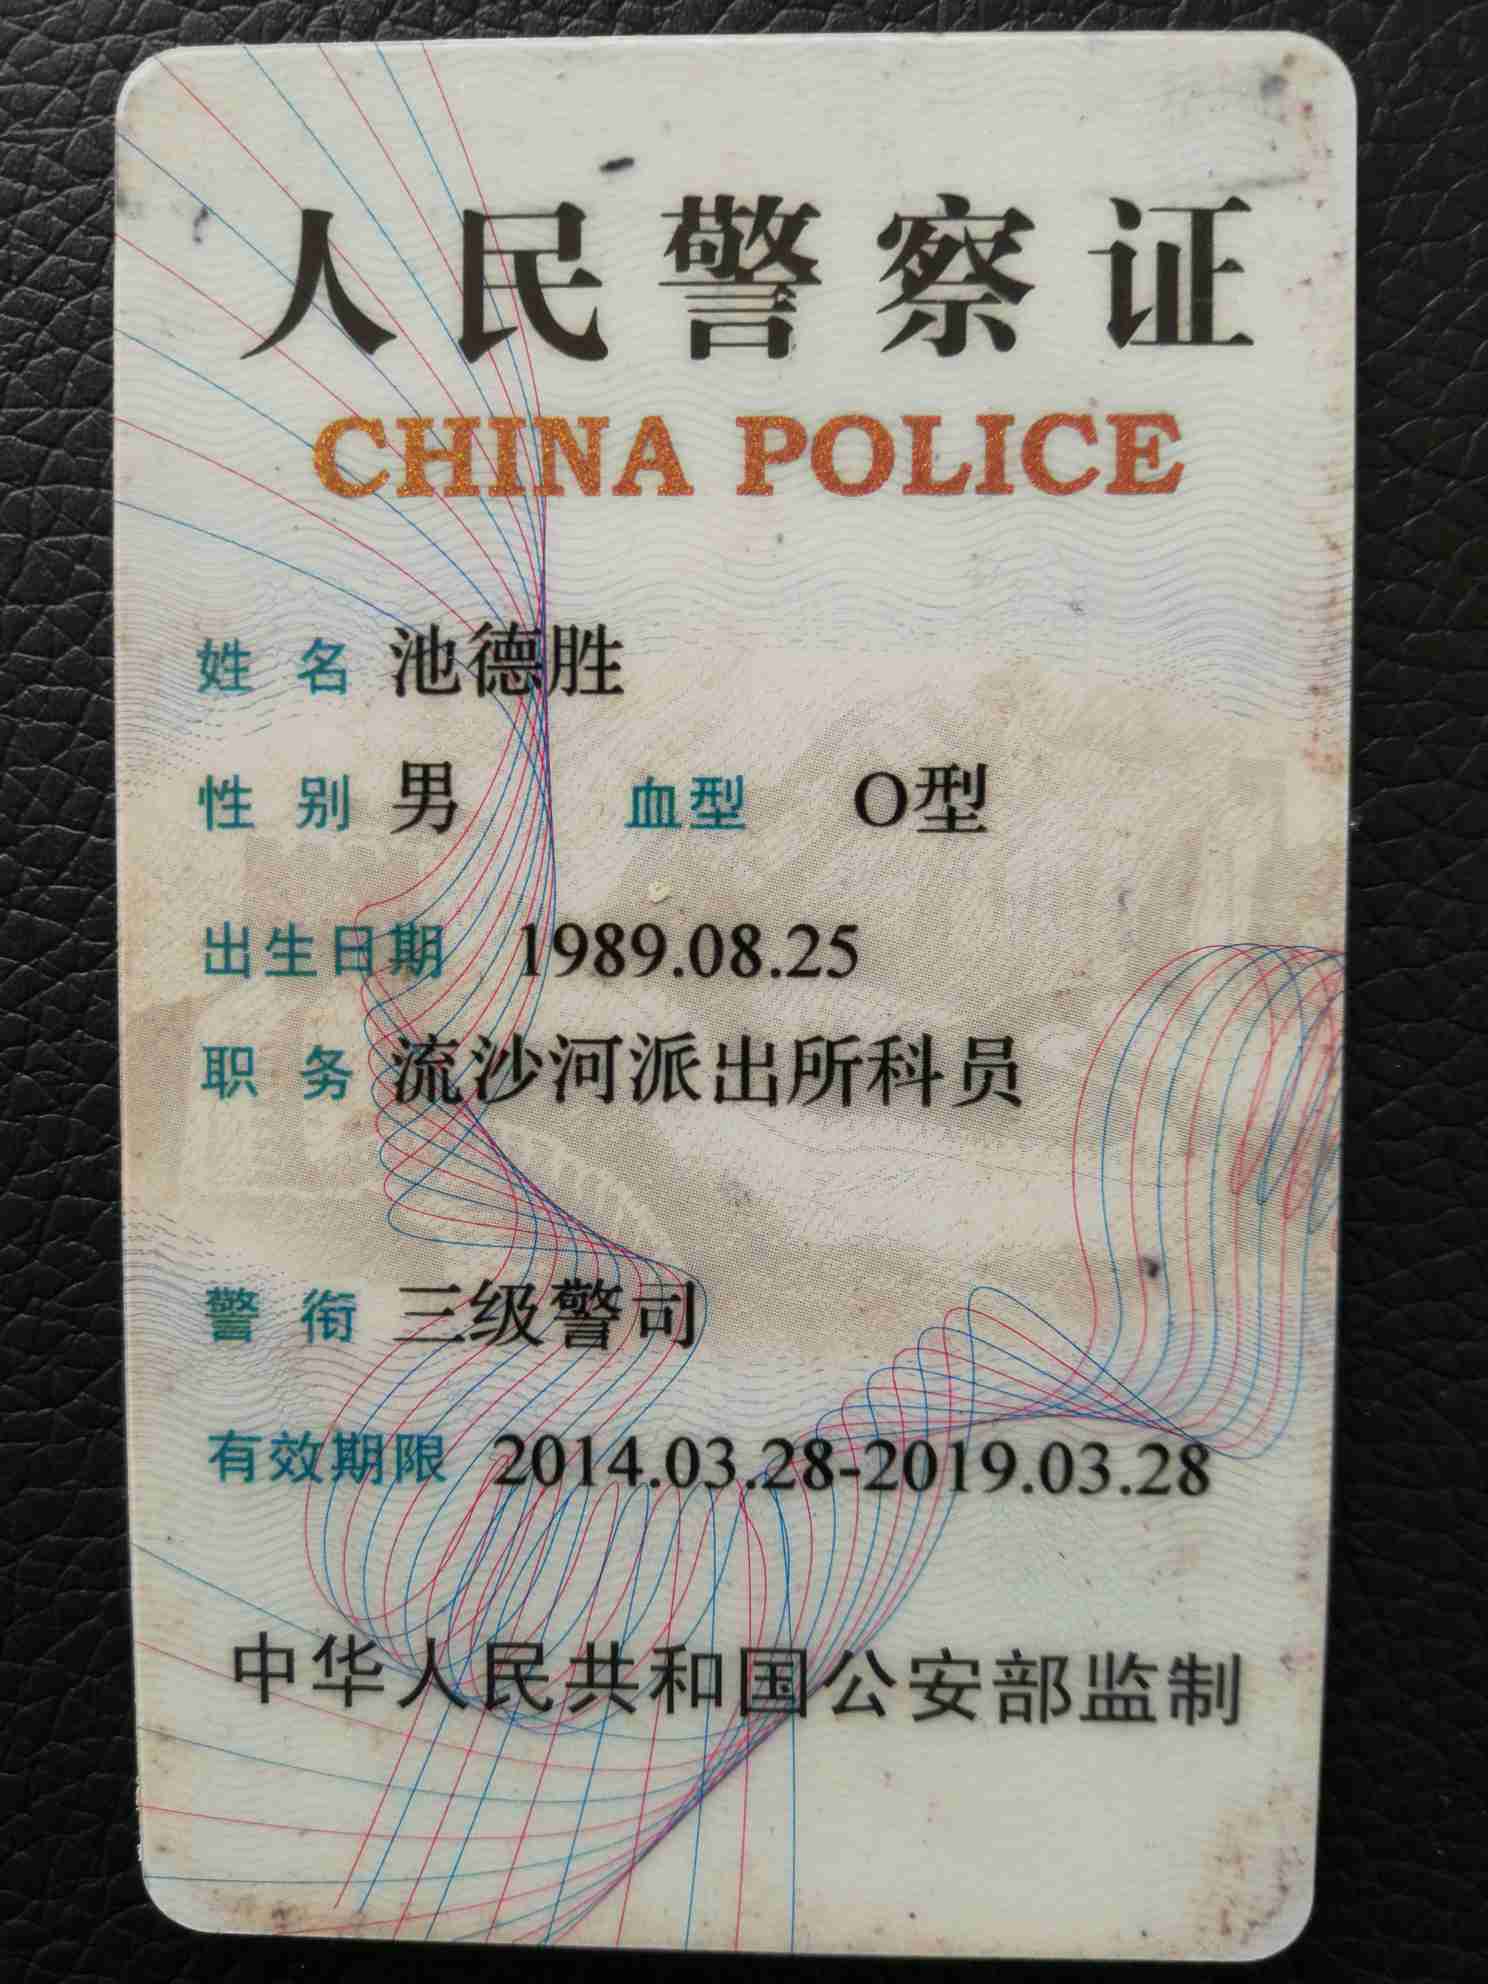 人民警察证
CHINA POLICE
姓 名 池德胜
性 别 男 血型 O型
出生日期 1989.08.25
职 务 流沙河派出所科员
警 衔 三级警司
有效期限 2014.03.28-2019.03.28
中华人民共和国公安部监制